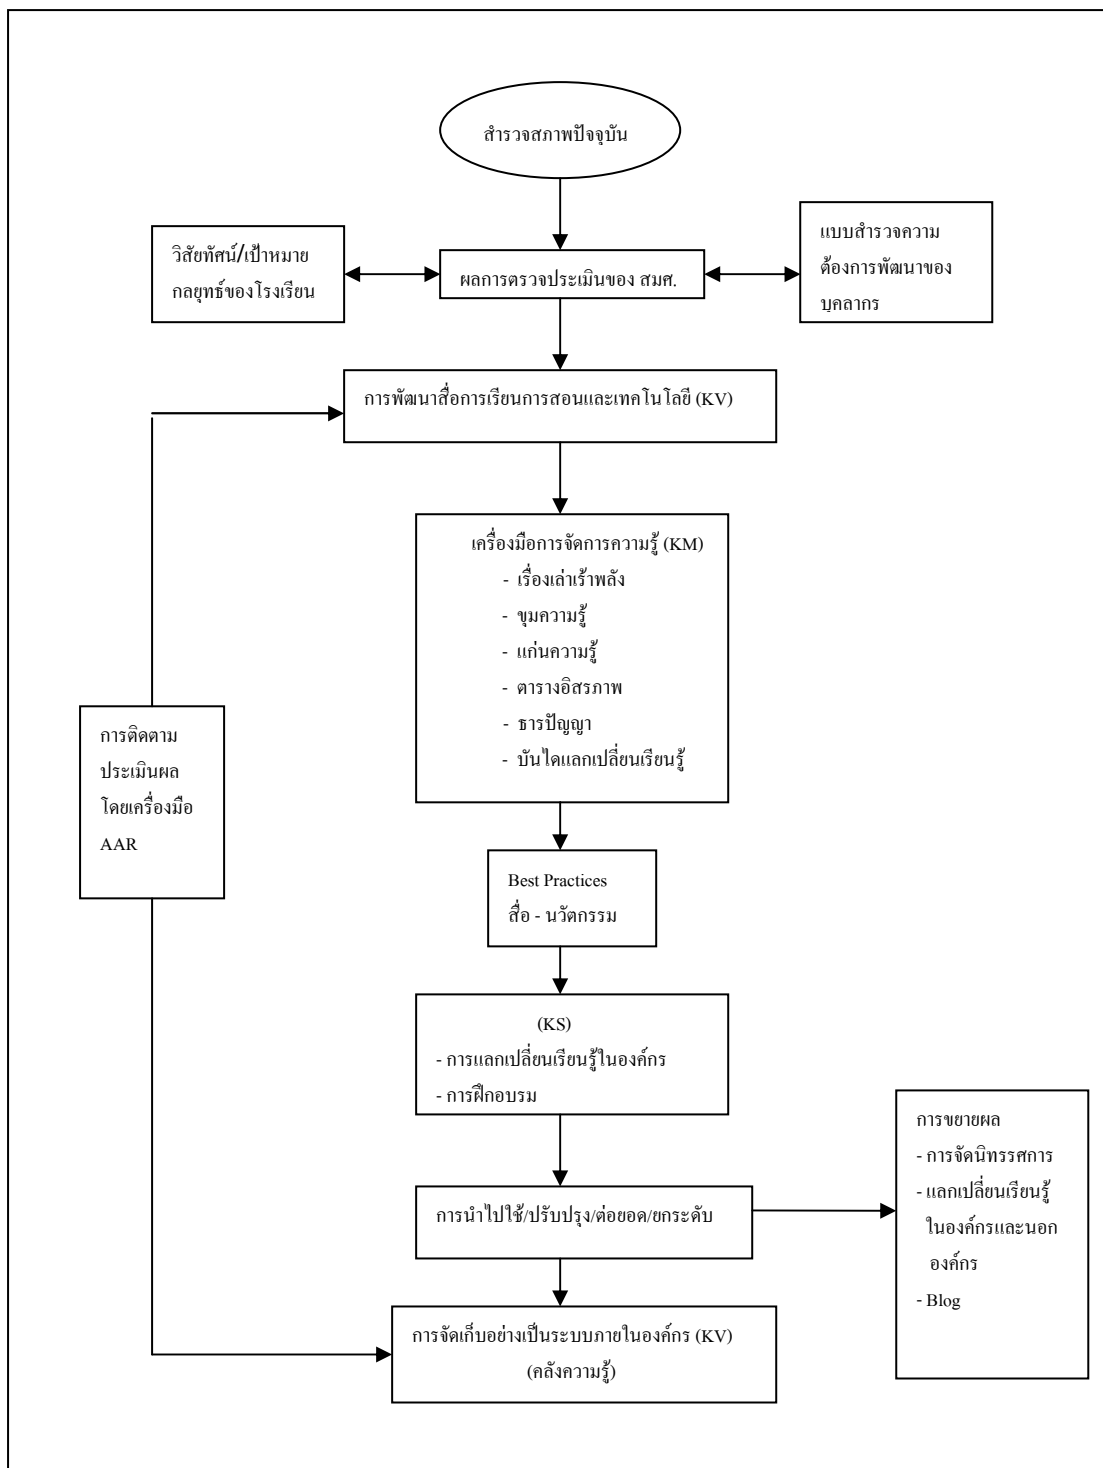 สำรวจสภาพปัจจุบัน
วิสัยทัศน์/เป้าหมาย
กลยุทธ์ของโรงเรียน
ผลการตรวจประเมินของ สมศ.
แบบสำรวจความ
ต้องการพัฒนาของ
บุคลากร
การพัฒนาสื่อการเรียนการสอนและเทคโนโลยี (KV)
เครื่องมือการจัดการความรู้ (KM)
- เรื่องเล่าเร้าพลัง
- ขุมความรู้
- แก่นความรู้
- ตารางอิสรภาพ
- ธารปัญญา
- บันไดแลกเปลี่ยนเรียนรู้
การติดตาม
ประเมินผล
โดยเครื่องมือ
AAR
Best Practices
สื่อ - นวัตกรรม
(KS)
- การแลกเปลี่ยนเรียนรู้ในองค์กร
- การฝึกอบรม
การนำไปใช้/ปรับปรุง/ต่อยอด/ยกระดับ
การขยายผล
- การจัดนิทรรศการ
- แลกเปลี่ยนเรียนรู้
ในองค์กรและนอก
องค์กร
- Blog
การจัดเก็บอย่างเป็นระบบภายในองค์กร (KV)
(คลังความรู้)